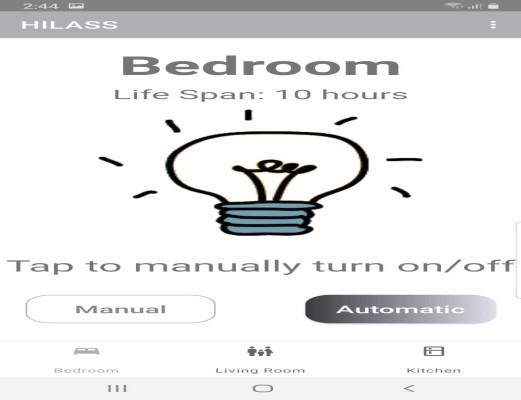 2:44
HILASS
Bedroom
Life Span: 10 hours
Tap to manually turn on/off
Manual
Automatic
Bedroom
Living Room
Kitchen